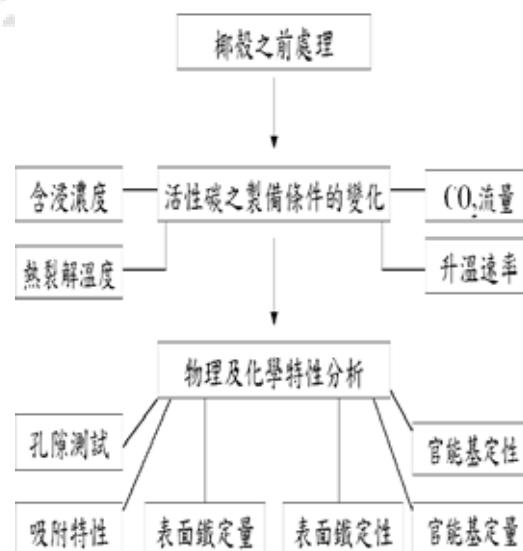 椰殼之前處理
含浸濃度
活性碳之製備條件的變化
CO2流量
熱裂解溫度
升溫速率
物理及化學特性分析
孔隙測試
官能基定性
吸附特性
表面鐵定量
表面鐵定性
官能基定量